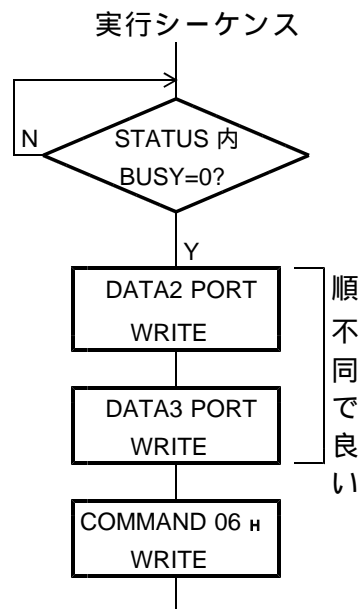 実行シーケンス
N
STATUS 内
BUSY=0?
Y
DATA2 PORT
WRITE
DATA3 PORT
WRITE
順不同で良い
COMMAND 06 H
WRITE